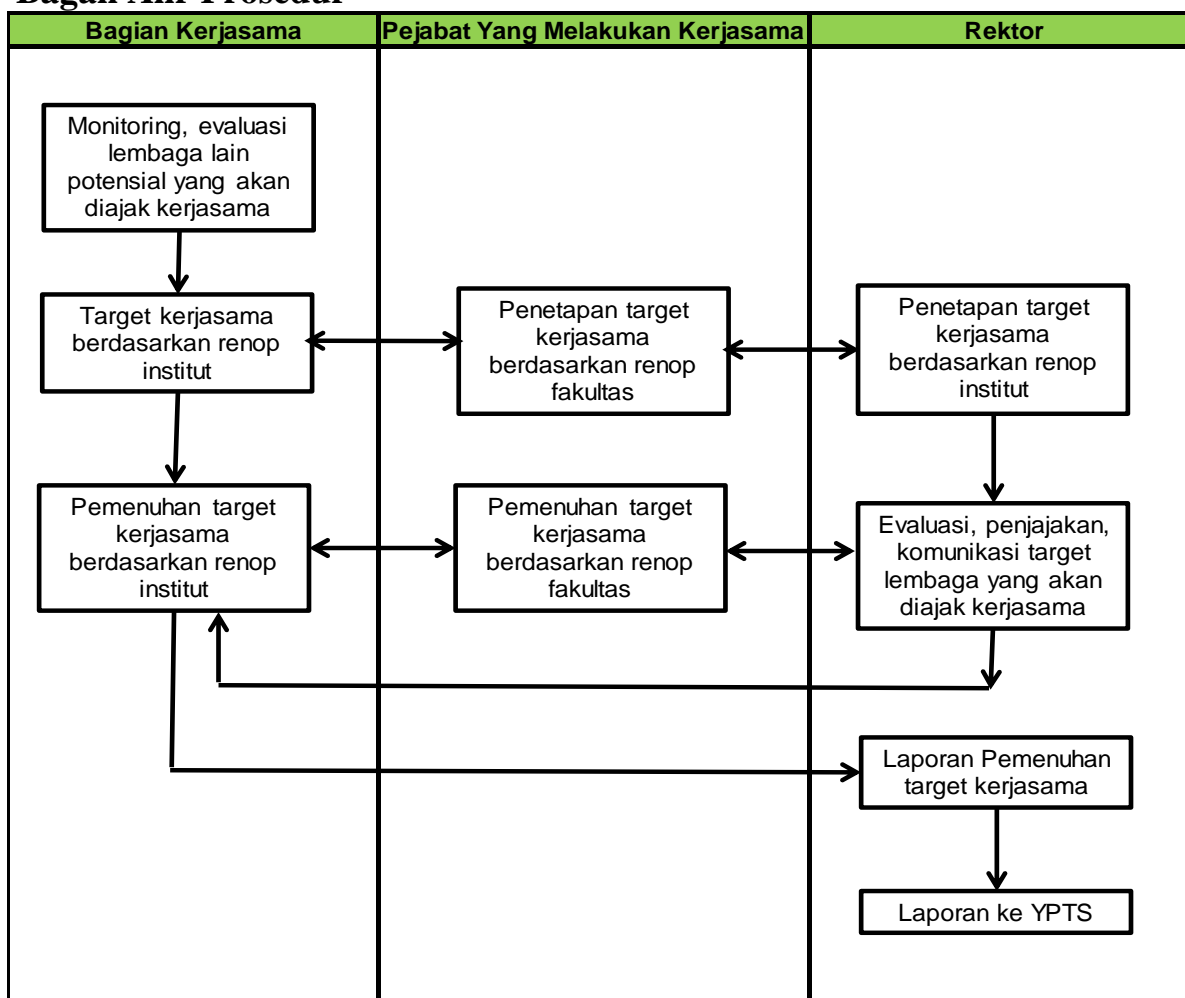 Bagan Alir Prosedur
Bagian Kerjasama
Pejabat Yang Melakukan Kerjasama
Rektor
Monitoring, evaluasi
lembaga lain
potensial yang akan
diajak kerjasama
Target kerjasama
berdasarkan renop
institut
Penetapan target
kerjasama
berdasarkan renop
fakultas
Penetapan target
kerjasama
berdasarkan renop
institut
Pemenuhan target
kerjasama
berdasarkan renop
institut
Pemenuhan target
kerjasama
berdasarkan renop
fakultas
Evaluasi, penjajakan,
komunikasi target
lembaga yang akan
diajak kerjasama
Laporan Pemenuhan
target kerjasama
Laporan ke YPTS